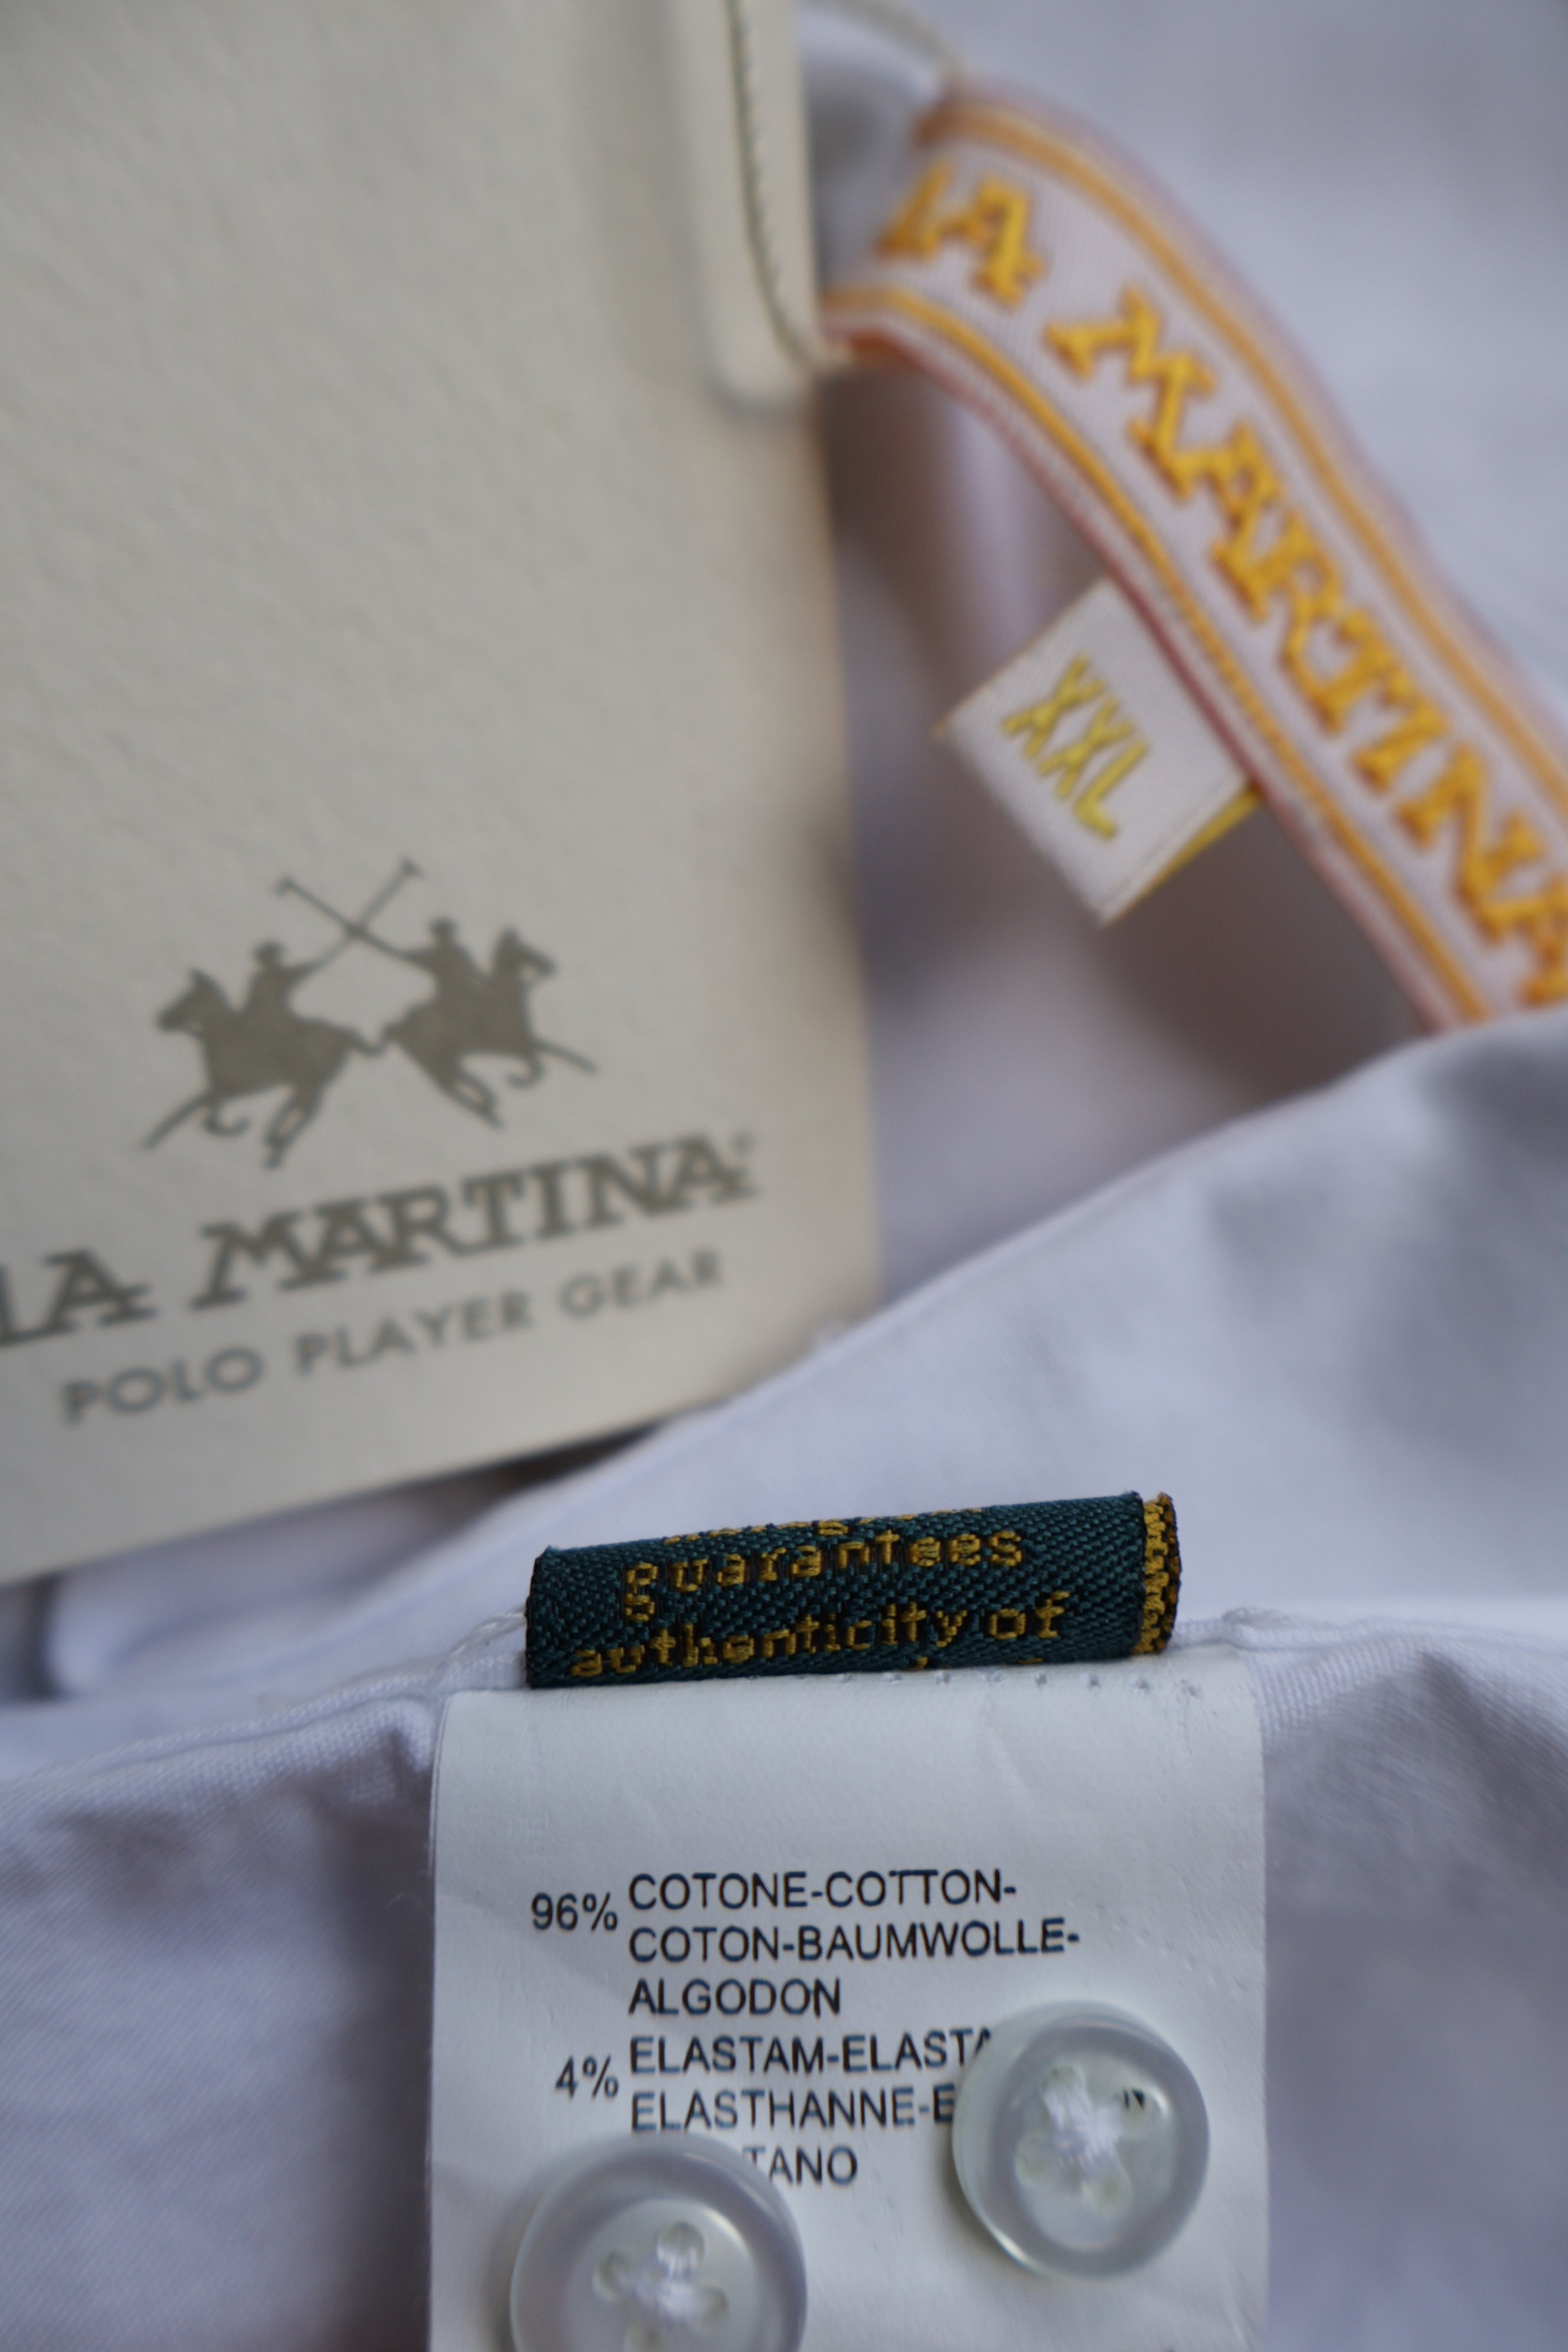 LA MARTINA
XXL
LA MARTINA
POLO PLAYER GEAR
guarantees
authenticity of
96% COTONE-COTTON-
COTON-BAUMWOLLE-
ALGODON
4% ELASTAM-ELASTA
ELASTHANNE-E
TANO